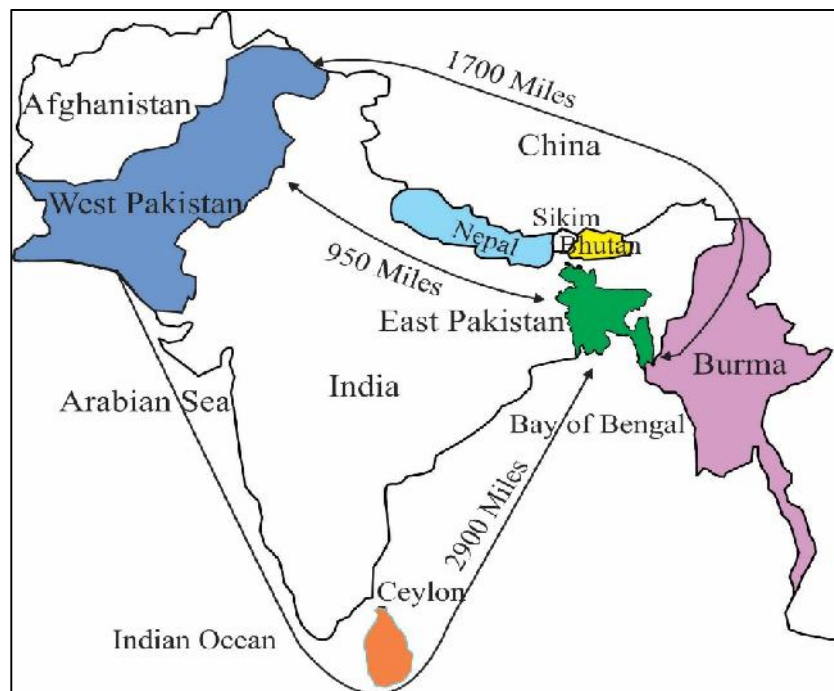 1700 Miles
Afghanistan
China
West Pakistan
Sikim
Nepal
Bhutan
950 Miles
East Pakistan
Burma
India
Arabian Sea
Bay of Bengal
2900 Miles
Ceylon
Indian Occan